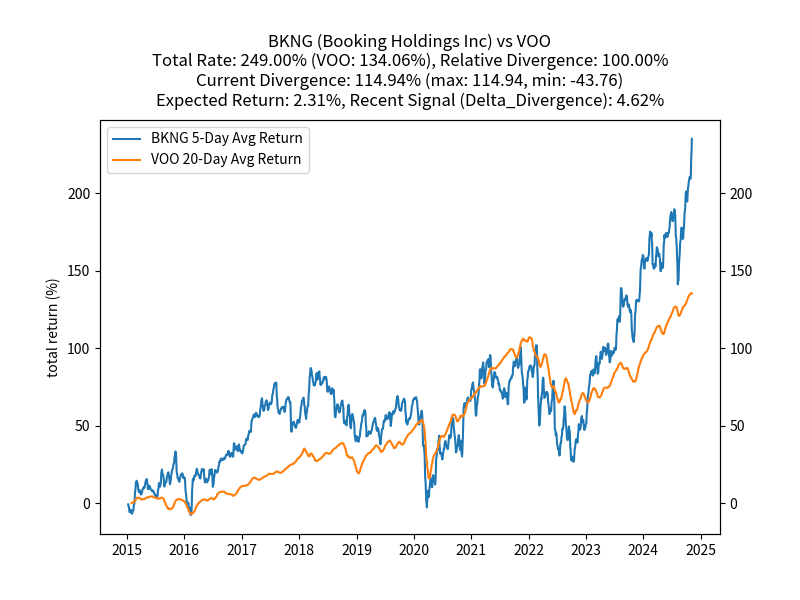 BKNG (Booking Holdings Inc) vs VOO
Total Rate: 249.00% (VOO: 134.06%), Relative Divergence: 100.00%
Current Divergence: 114.94% (max: 114.94, min: -43.76)
Expected Return: 2.31%, Recent Signal (Delta_Divergence): 4.62%
BKNG 5-Day Avg Return
VOO 20-Day Avg Return
total return (%)
200
150
100
50
0
200
150
100
50
0
2015 2016 2017 2018 2019 2020 2021 2022 2023 2024 2025